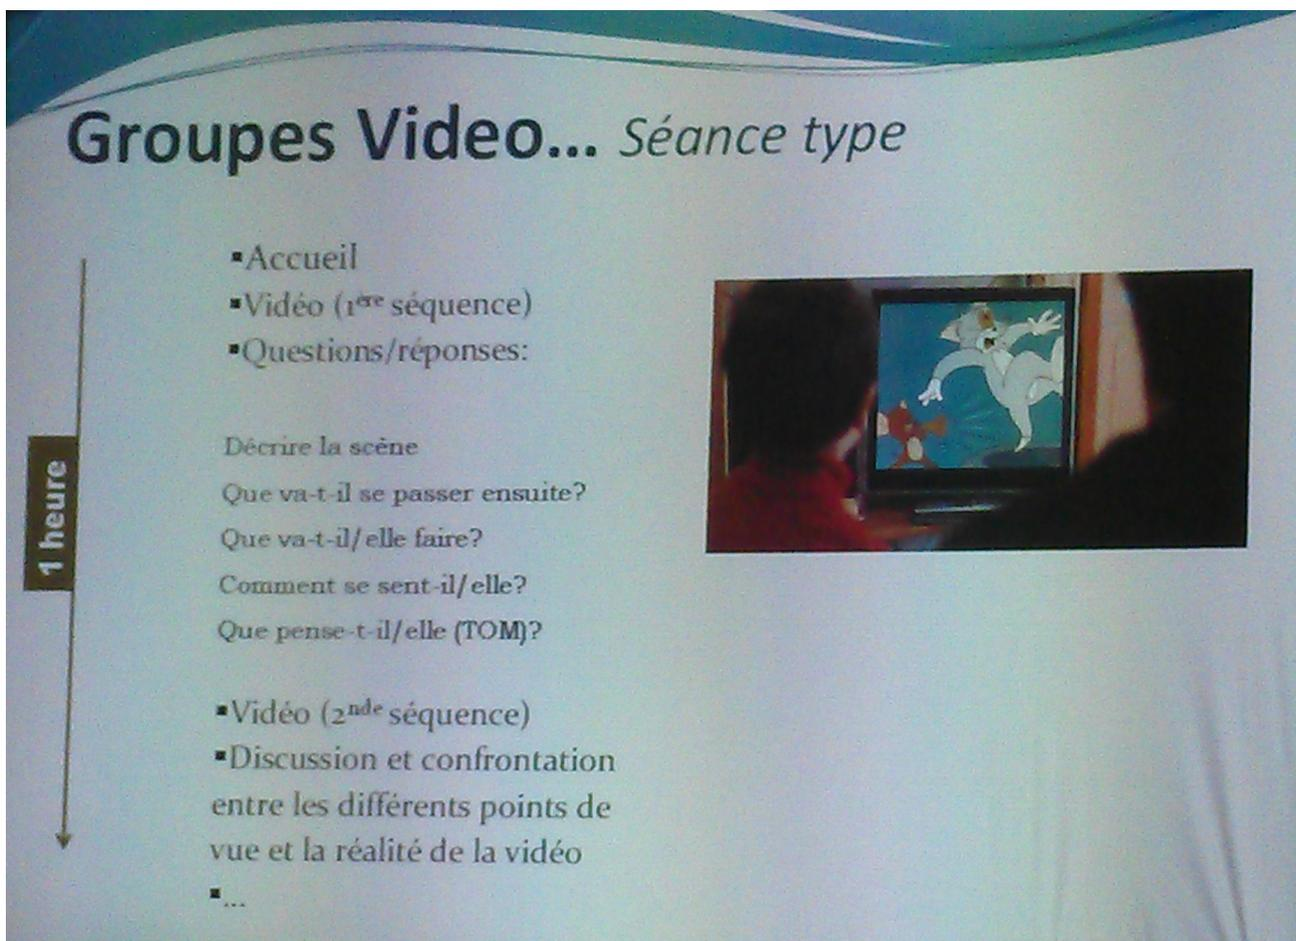 Groupes Video... Séance type
▪Accueil
▪Vidéo (1ère séquence)
▪Questions/réponses:
Décrire la scène
Que va-t-il se passer ensuite?
Que va-t-il/elle faire?
Comment se sent-il/elle?
Que pense-t-il/elle (TOM)?
▪Vidéo (2nde séquence)
▪Discussion et confrontation
entre les différents points de
vue et la réalité de la vidéo
▪...
1 heure